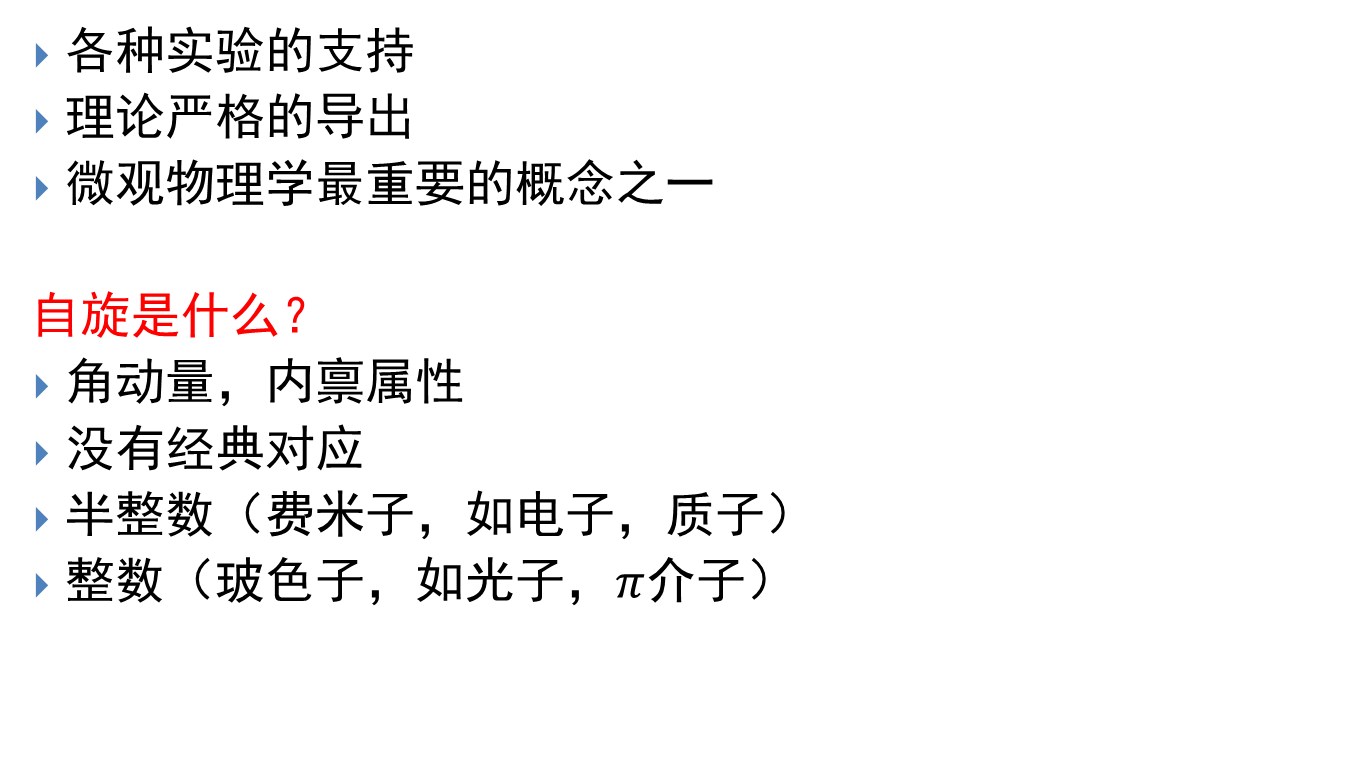 各种实验的支持
理论严格的导出
微观物理学最重要的概念之一
自旋是什么？
角动量，内禀属性
没有经典对应
半整数（费米子，如电子，质子）
整数（玻色子，如光子，π介子）